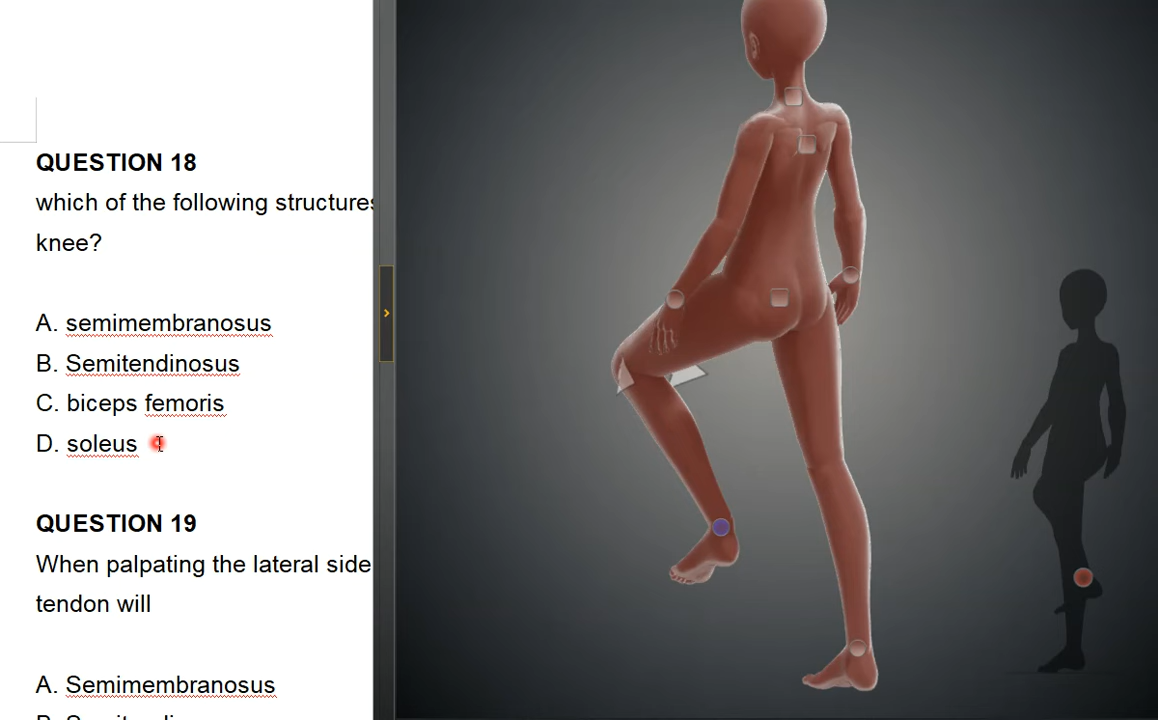 QUESTION 18
which of the following structures
knee?
A. semimembranosus
B. Semitendinosus
C. biceps femoris
D. soleus
QUESTION 19
When palpating the lateral side
tendon will
A. Semimembranosus